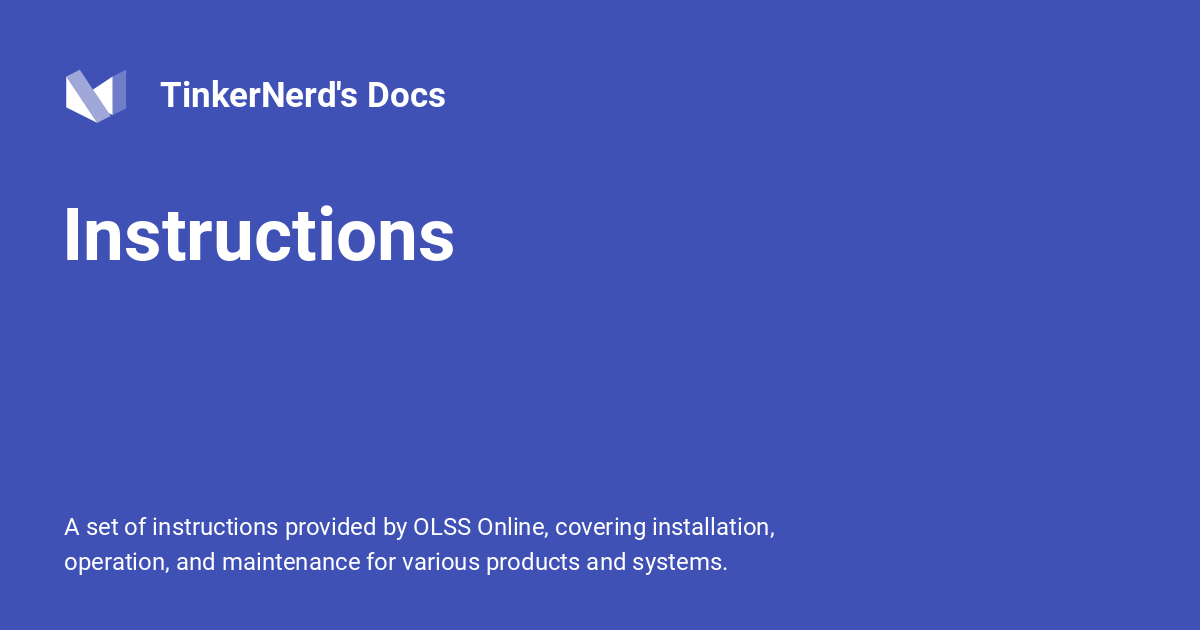 TinkerNerd's Docs
Instructions
A set of instructions provided by OLSS Online, covering installation,
operation, and maintenance for various products and systems.